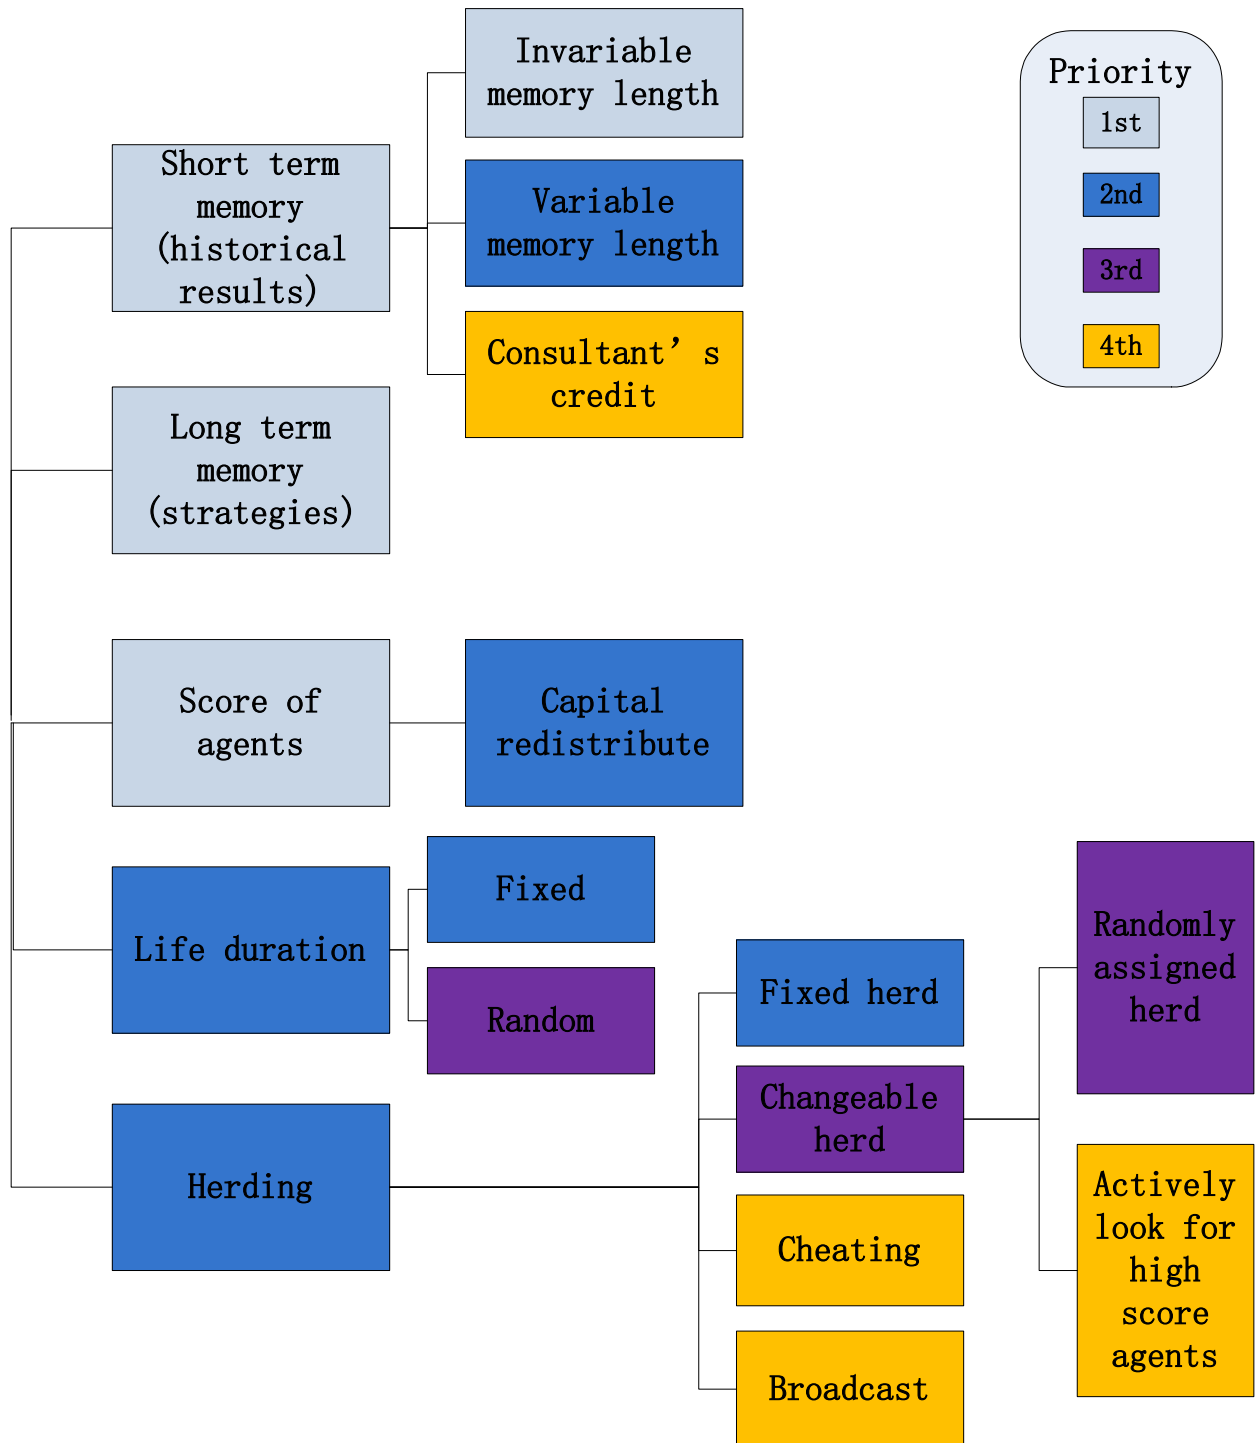 Invariable
memory length
Priority
1st
2nd
3rd
4th
Short term
memory
(historical
results)
Variable
memory length
Consultant’s
credit
Long term
memory
(strategies)
Score of
agents
Capital
redistribute
Life duration
Fixed
Random
Herding
Fixed herd
Changeable
herd
Cheating
Broadcast
Randomly
assigned
herd
Actively
look for
high
score
agents